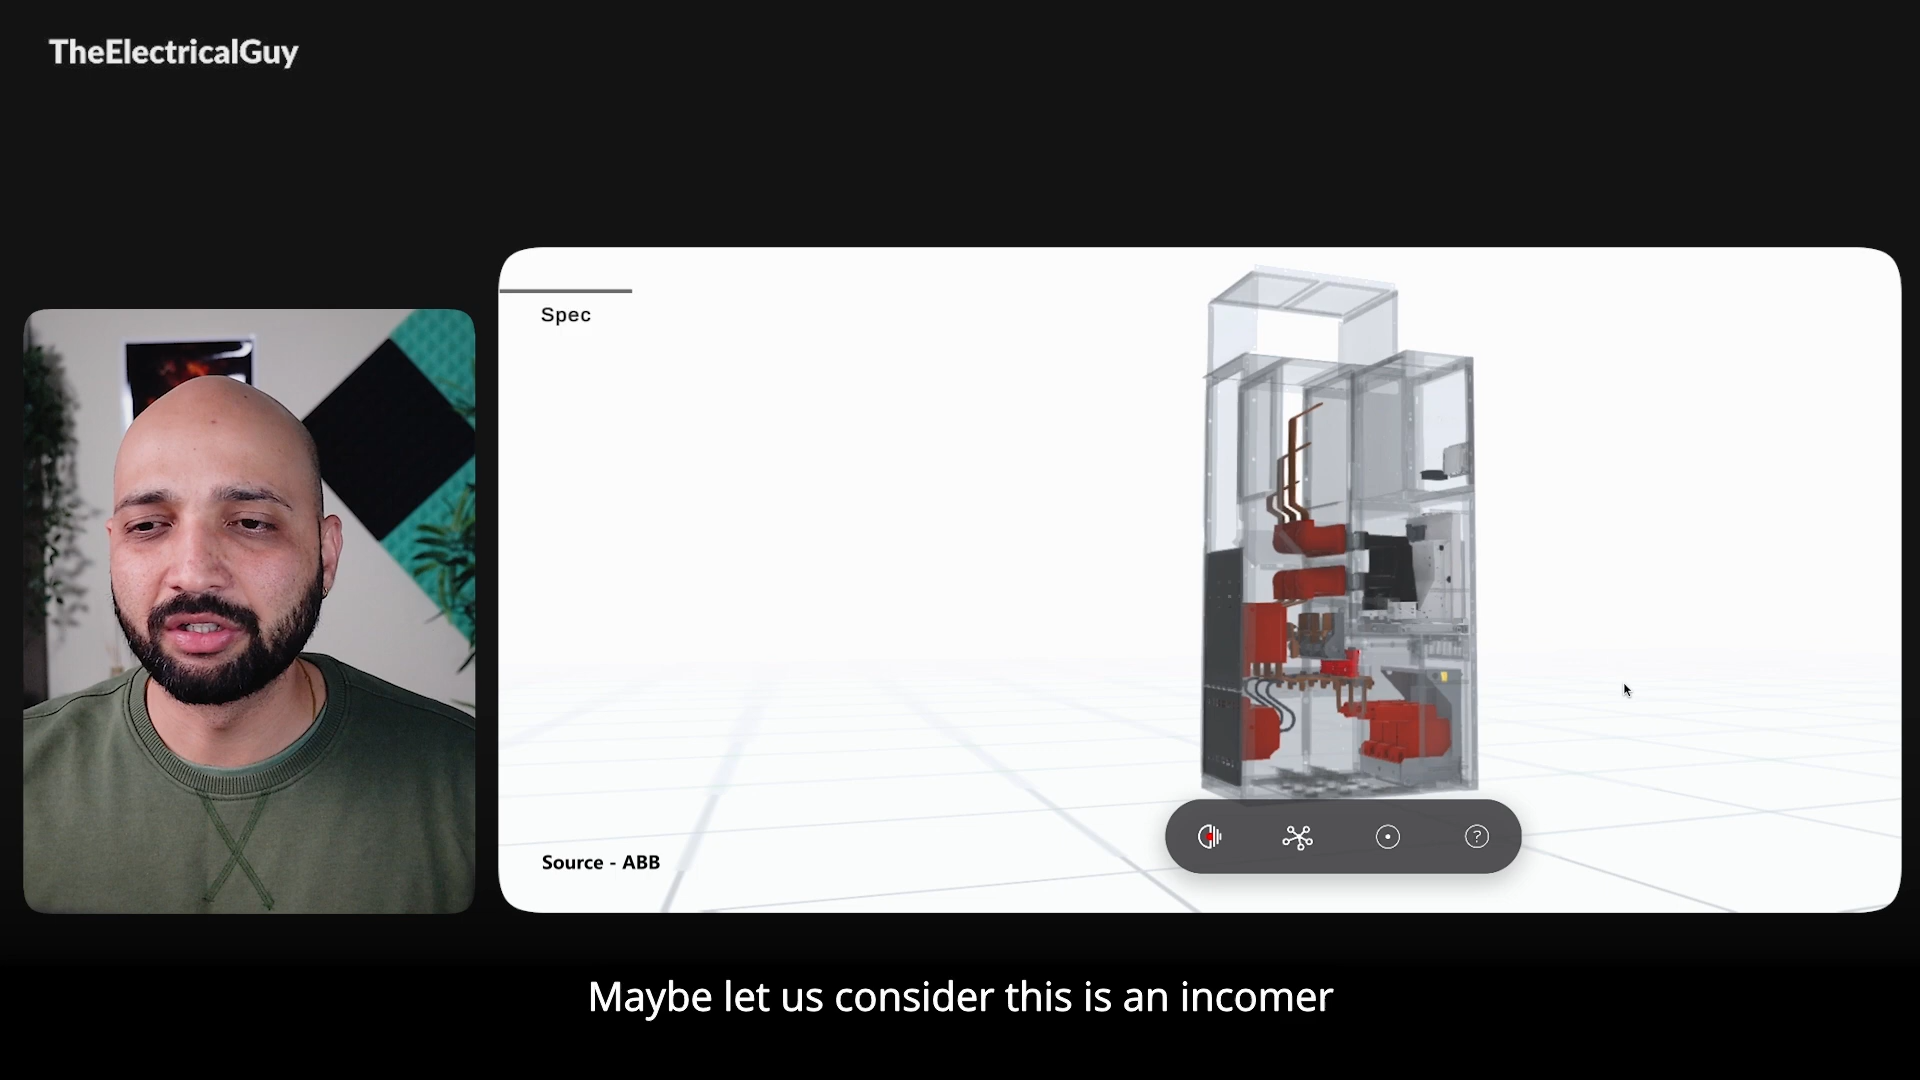 TheElectricalGuy
Spec
Source - ABB
Maybe let us consider this is an incomer